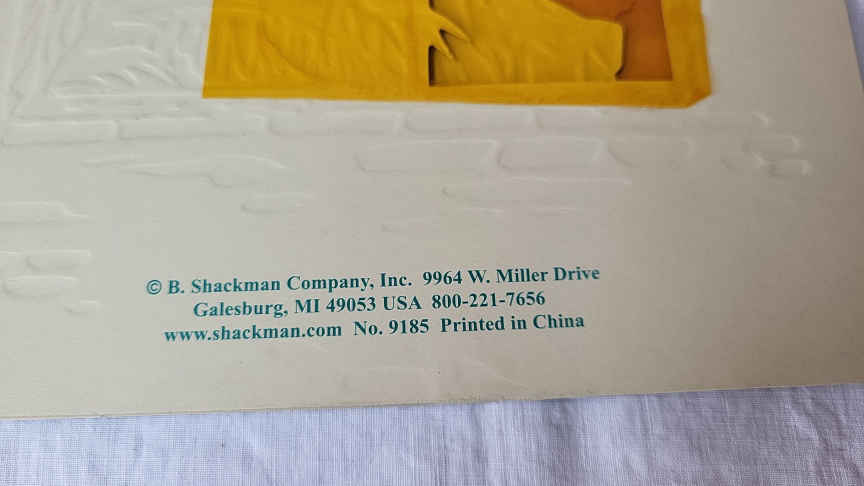 © B. Shackman Company, Inc. 9964 W. Miller Drive
Galesburg, MI 49053 USA 800-221-7656
www.shackman.com No. 9185 Printed in China